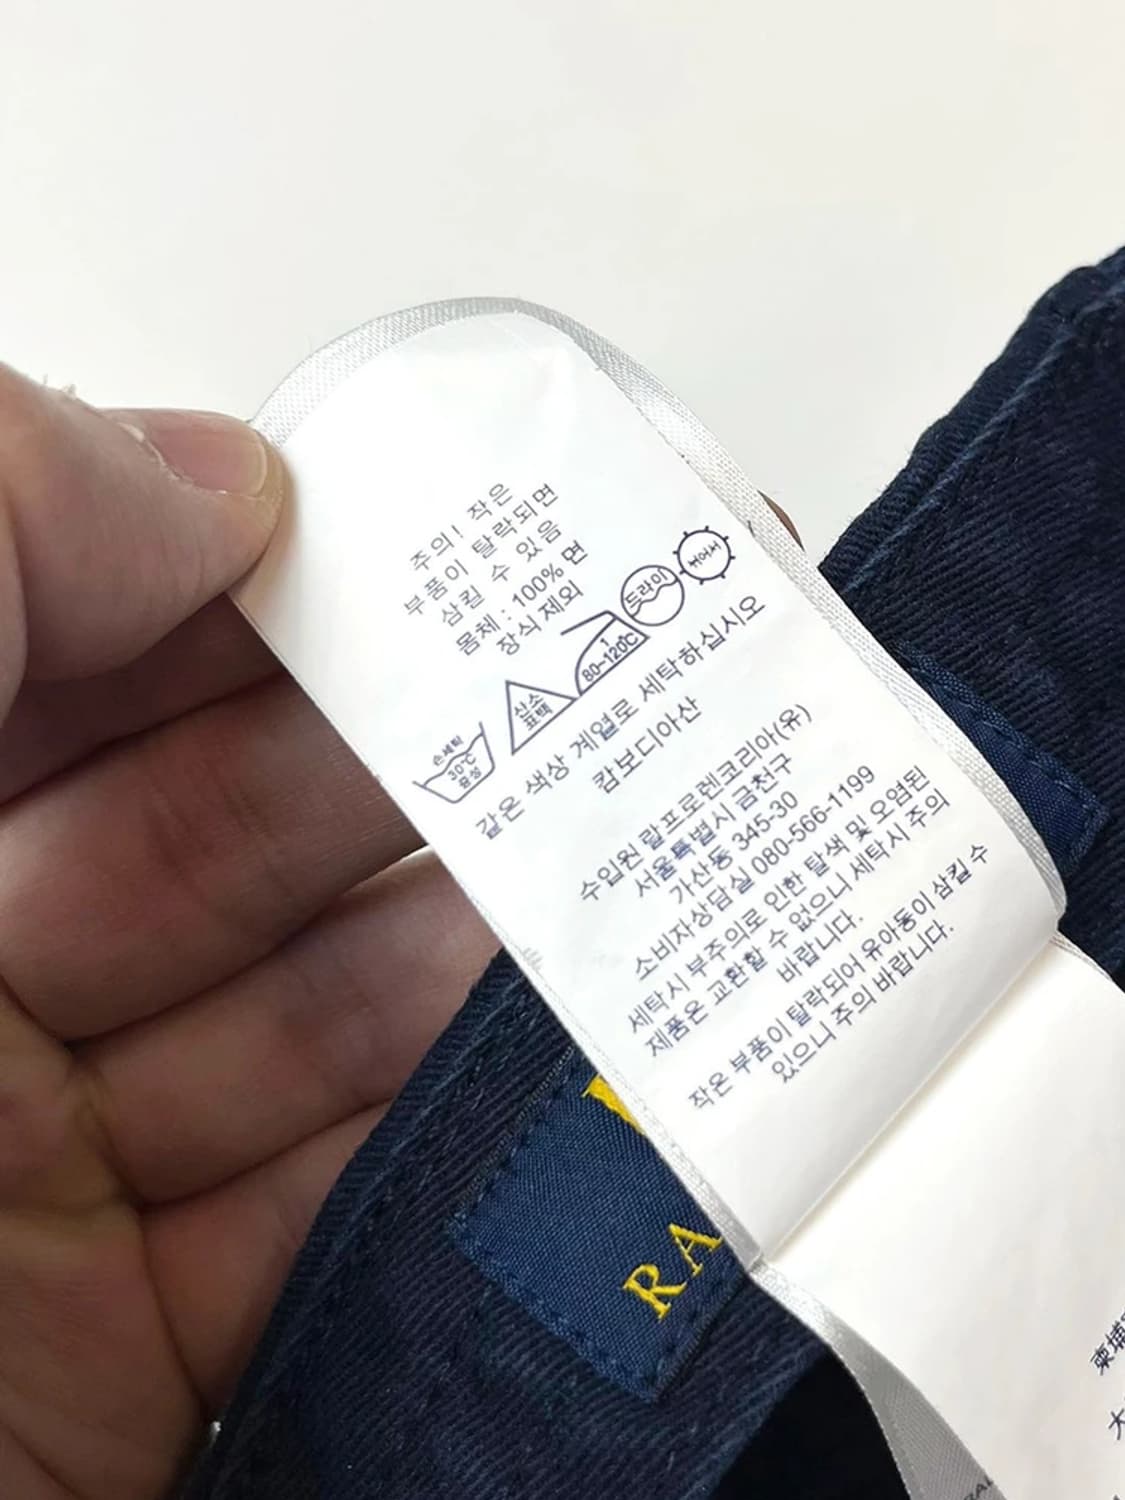 주의! 작은
부품이 탈락되면
삼킬 수 있음
몸체 : 100% 면
장식 제외
손세탁
30℃
중성
산소
표백
1
80~120℃
드라이
뉘어서
같은 색상 계열로 세탁하십시오
캄보디아산
수입원 랄프로렌코리아(유)
서울특별시 금천구
가산동 345-30
소비자상담실 080-566-1199
세탁시 부주의로 인한 탈색 및 오염된
제품은 교환할 수 없으니 세탁시 주의
바랍니다.
작은 부품이 탈락되어 유아동이 삼킬 수
있으니 주의 바랍니다.
RA
柬埔